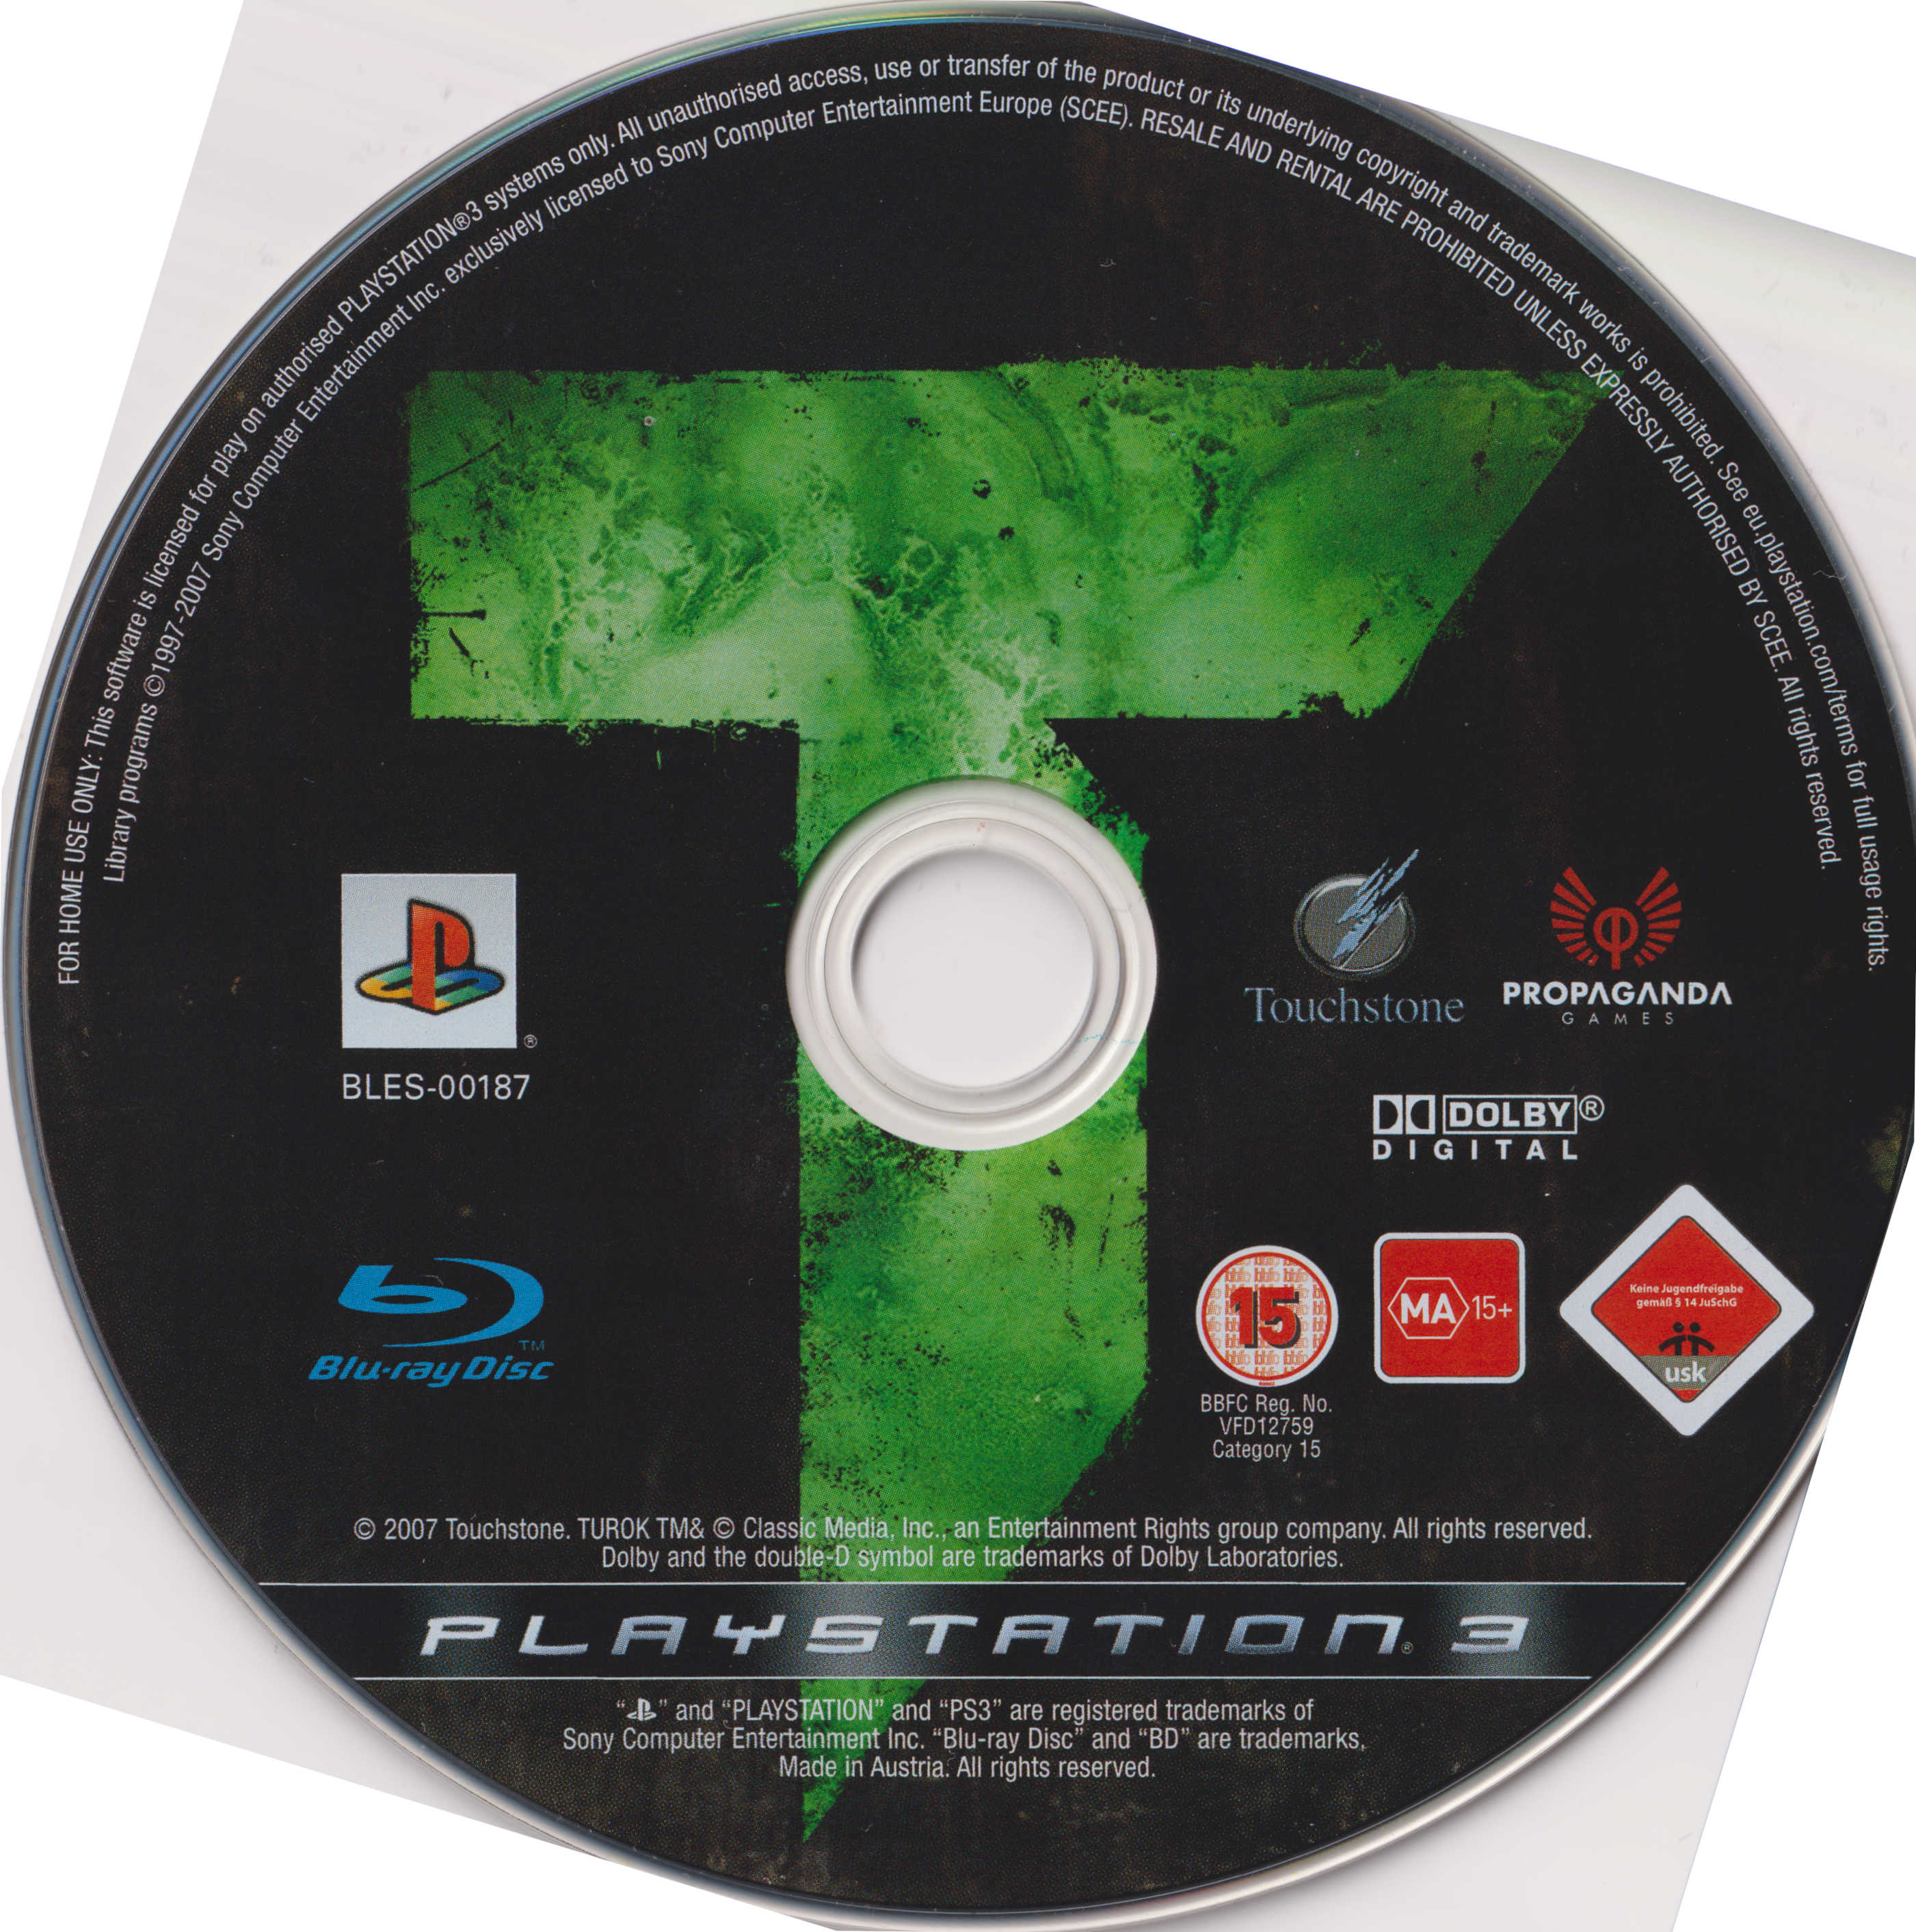 FOR HOME USE ONLY: This software is licensed for play on authorised PLAYSTATION®3 systems only. All unauthorised access, use or transfer of the product or its underlying copyright and trademark works is prohibited. See eu.playstation.com/terms for full usage rights.
Library programs ©1997-2007 Sony Computer Entertainment Inc. exclusively licensed to Sony Computer Entertainment Europe (SCEE). RESALE AND RENTAL ARE PROHIBITED UNLESS EXPRESSLY AUTHORISED BY SCEE. All rights reserved.
®
BLES-00187
Touchstone
PROPAGANDA
GAMES
DOLBY®
DIGITAL
TM
Blu-ray Disc
15
MA 15+
Keine Jugendfreigabe
gemäß § 14 JuSchG
usk
BBFC Reg. No.
VFD12759
Category 15
© 2007 Touchstone. TUROK TM& © Classic Media, Inc., an Entertainment Rights group company. All rights reserved.
Dolby and the double-D symbol are trademarks of Dolby Laboratories.
PLAYSTATION® 3
“ ” and “PLAYSTATION” and “PS3” are registered trademarks of
Sony Computer Entertainment Inc. “Blu-ray Disc” and “BD” are trademarks,
Made in Austria. All rights reserved.